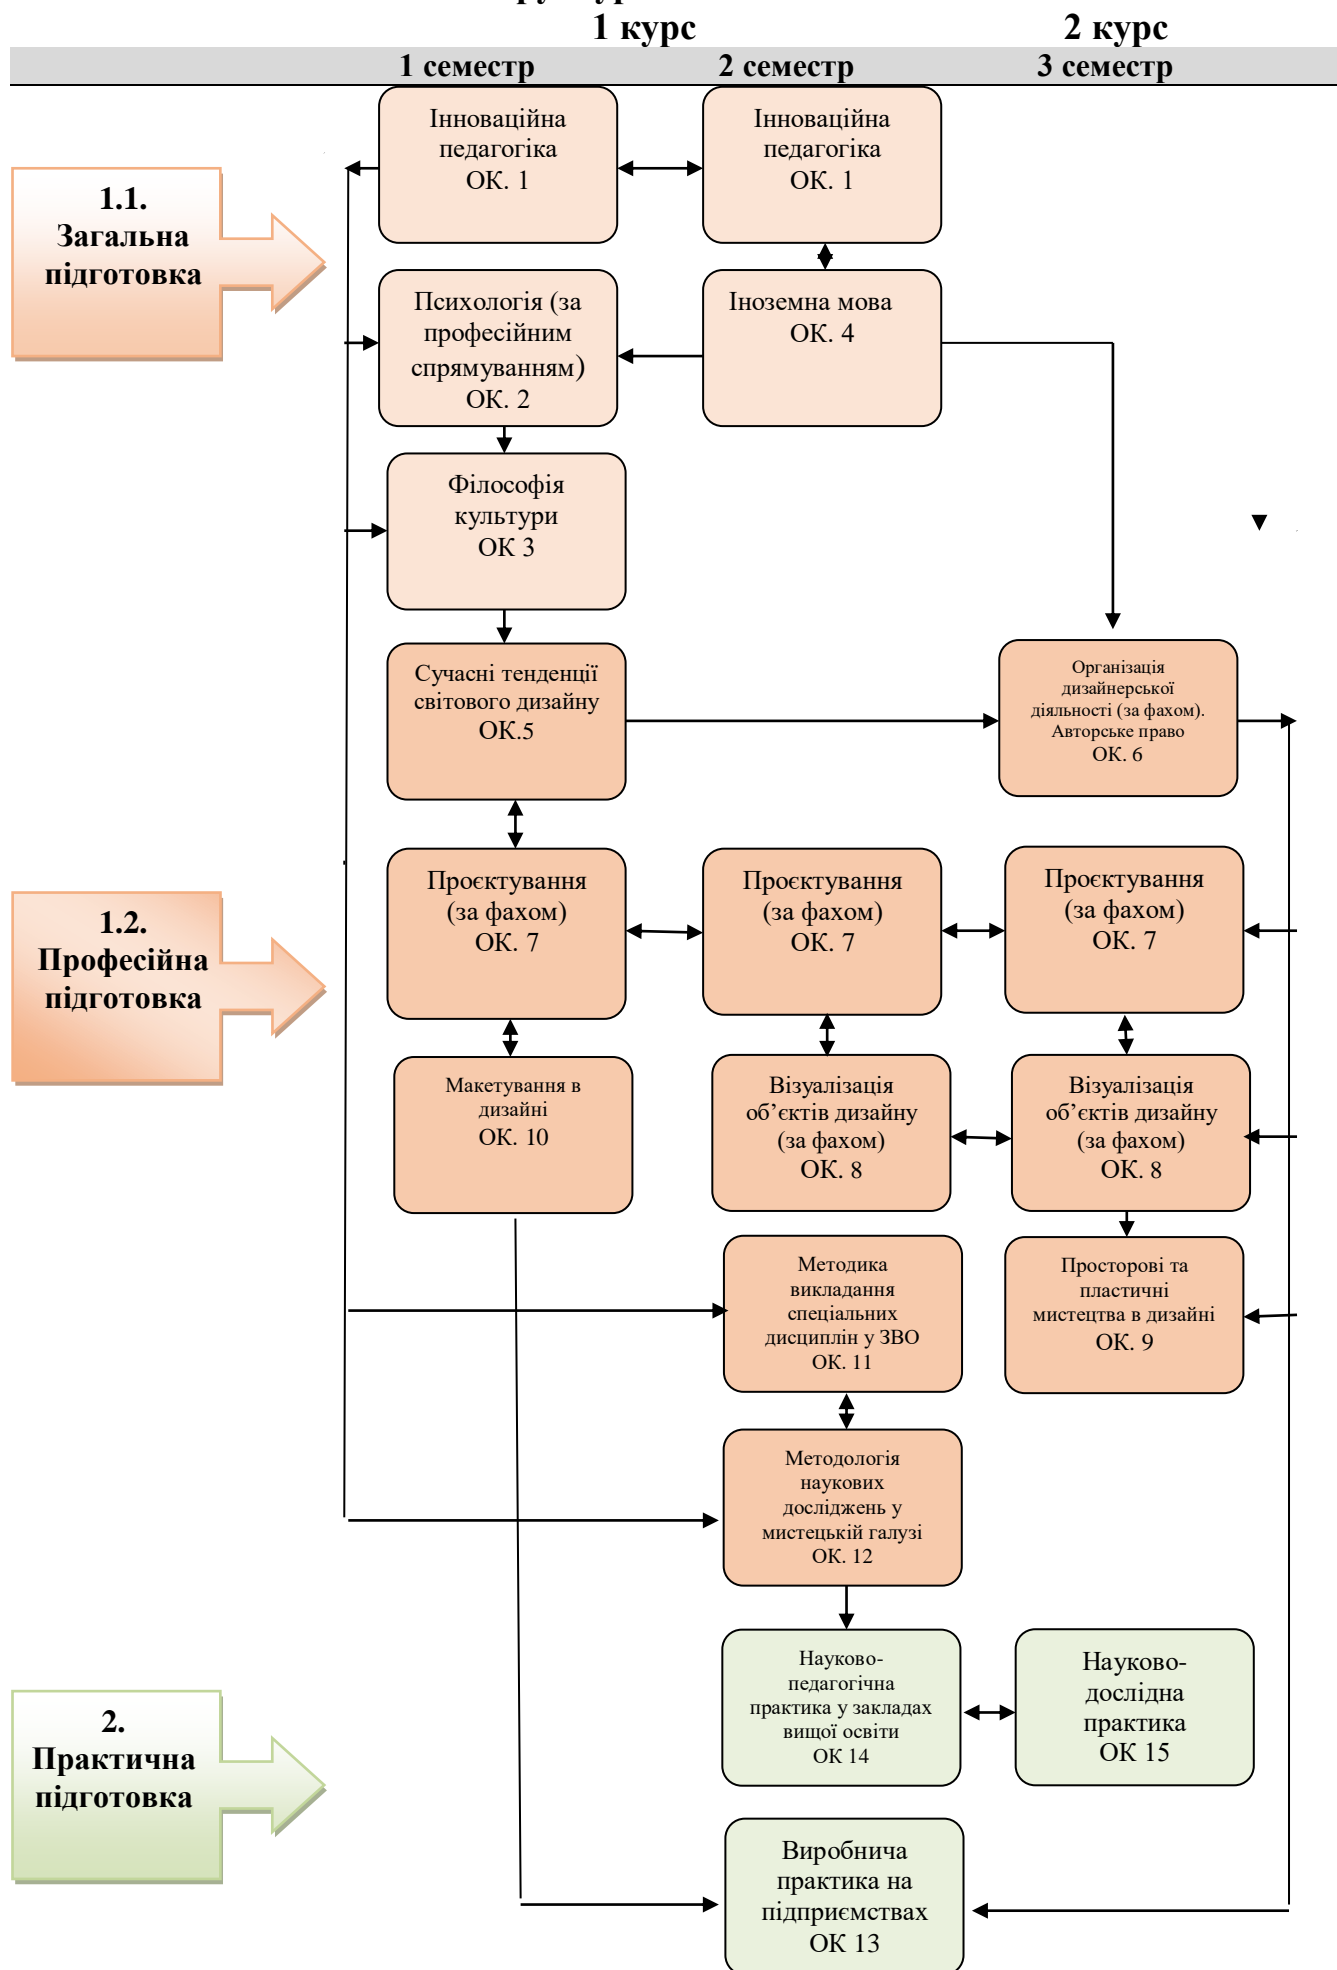 1 курс 2 курс
1 семестр 2 семестр 3 семестр
Інноваційна
педагогіка
ОК. 1
Інноваційна
педагогіка
ОК. 1
1.1.
Загальна
підготовка
Психологія (за
професійним
спрямуванням)
ОК. 2
Іноземна мова
ОК. 4
Філософія
культури
ОК 3
Сучасні тенденції
світового дизайну
ОК.5
Організація
дизайнерської
діяльності (за фахом).
Авторське право
ОК. 6
1.2.
Професійна
підготовка
Проєктування
(за фахом)
ОК. 7
Проєктування
(за фахом)
ОК. 7
Проєктування
(за фахом)
ОК. 7
Макетування в
дизайні
ОК. 10
Візуалізація
об’єктів дизайну
(за фахом)
ОК. 8
Візуалізація
об’єктів дизайну
(за фахом)
ОК. 8
Методика
викладання
спеціальних
дисциплін у ЗВО
ОК. 11
Просторові та
пластичні
мистецтва в дизайні
ОК. 9
Методологія
наукових
досліджень у
мистецькій галузі
ОК. 12
2.
Практична
підготовка
Науково-
педагогічна
практика у закладах
вищої освіти
ОК 14
Науково-
дослідна
практика
ОК 15
Виробнича
практика на
підприємствах
ОК 13